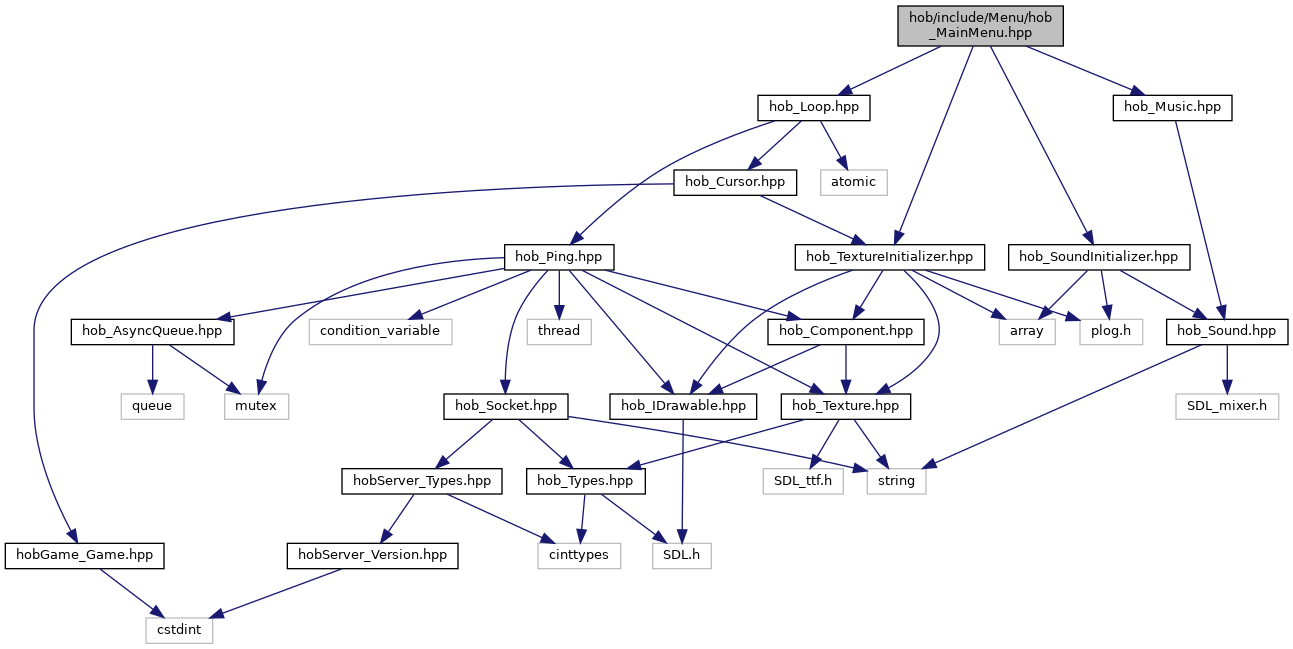 hob/include/Menu/hob
_MainMenu.hpp
hob_Loop.hpp
hob_Music.hpp
hob_Cursor.hpp
atomic
hob_Ping.hpp
hob_TextureInitializer.hpp
hob_SoundInitializer.hpp
hob_AsyncQueue.hpp
condition_variable
thread
hob_Component.hpp
array
plog.h
hob_Sound.hpp
queue
mutex
hob_Socket.hpp
hob_IDrawable.hpp
hob_Texture.hpp
SDL_mixer.h
hobServer_Types.hpp
hob_Types.hpp
SDL_ttf.h
string
hobGame_Game.hpp
hobServer_Version.hpp
cinttypes
SDL.h
cstdint